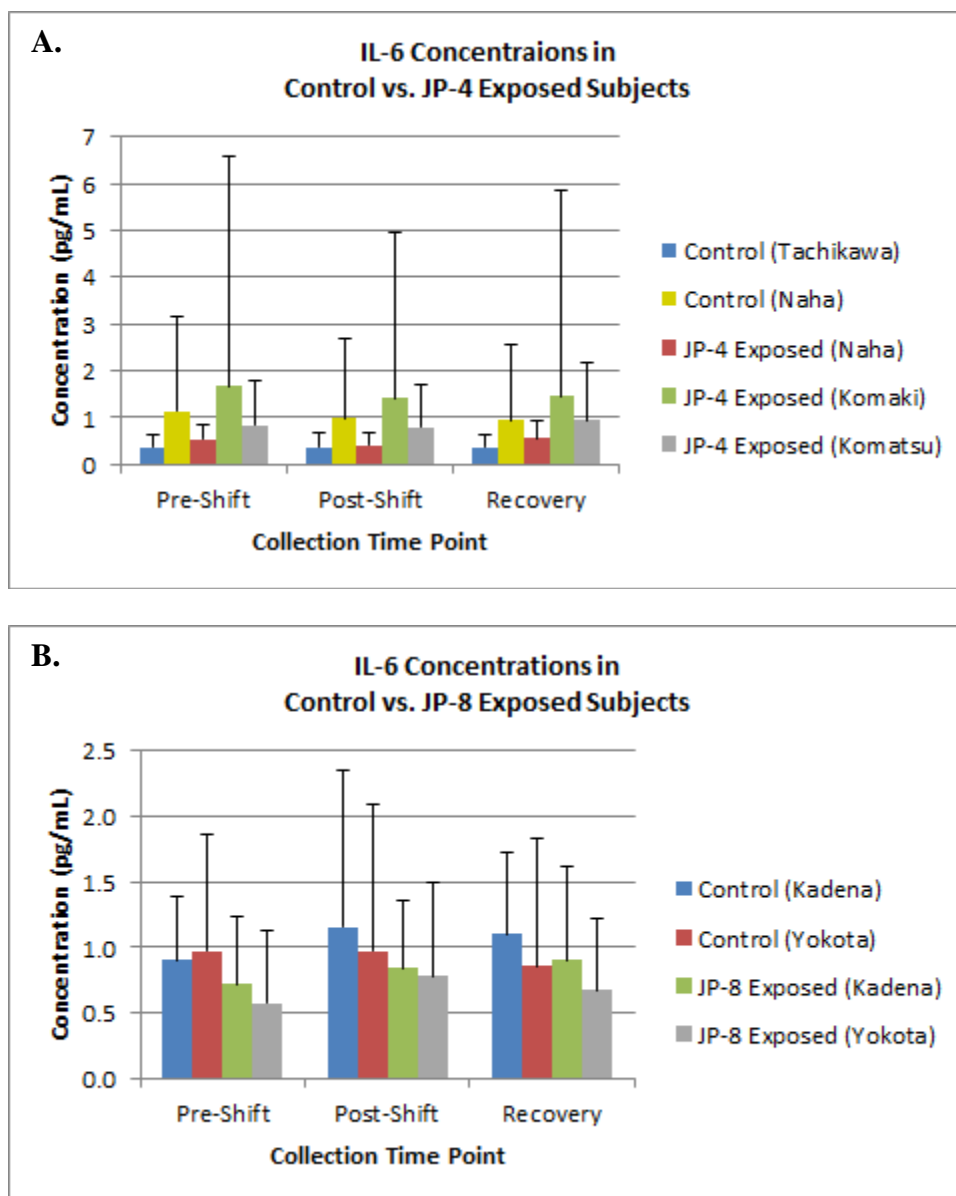 A.
IL-6 Concentraions in
Control vs. JP-4 Exposed Subjects
Concentration (pg/mL)
7
6
5
4
3
2
1
0
Pre-Shift Post-Shift Recovery
Collection Time Point
Control (Tachikawa)
Control (Naha)
JP-4 Exposed (Naha)
JP-4 Exposed (Komaki)
JP-4 Exposed (Komatsu)
B.
IL-6 Concentrations in
Control vs. JP-8 Exposed Subjects
Concentration (pg/mL)
2.5
2.0
1.5
1.0
0.5
0.0
Pre-Shift Post-Shift Recovery
Collection Time Point
Control (Kadena)
Control (Yokota)
JP-8 Exposed (Kadena)
JP-8 Exposed (Yokota)